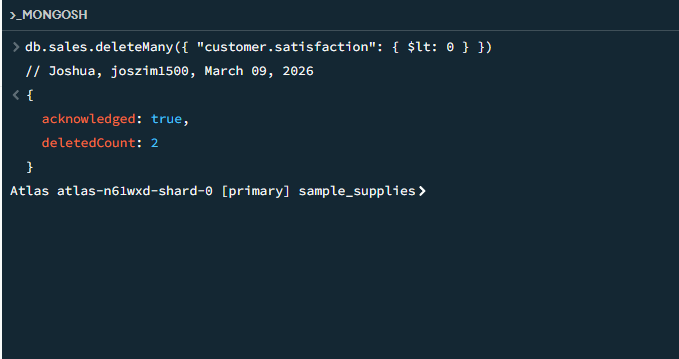 >_MONGOSH
> db.sales.deleteMany({ "customer.satisfaction": { $lt: 0 } })
// Joshua, joszim1500, March 09, 2026
< {
acknowledged: true,
deletedCount: 2
}
Atlas atlas-n61wxd-shard-0 [primary] sample_supplies>